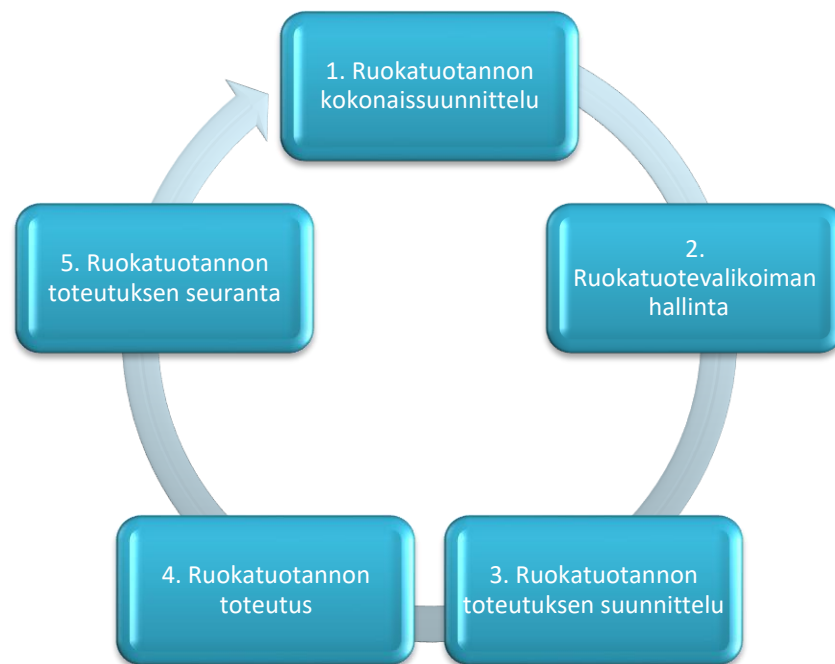 1. Ruokatuotannon
kokonaissuunnittelu
2.
Ruokatuotevalikoiman
hallinta
3. Ruokatuotannon
toteutuksen suunnittelu
4. Ruokatuotannon
toteutus
5. Ruokatuotannon
toteutuksen seuranta